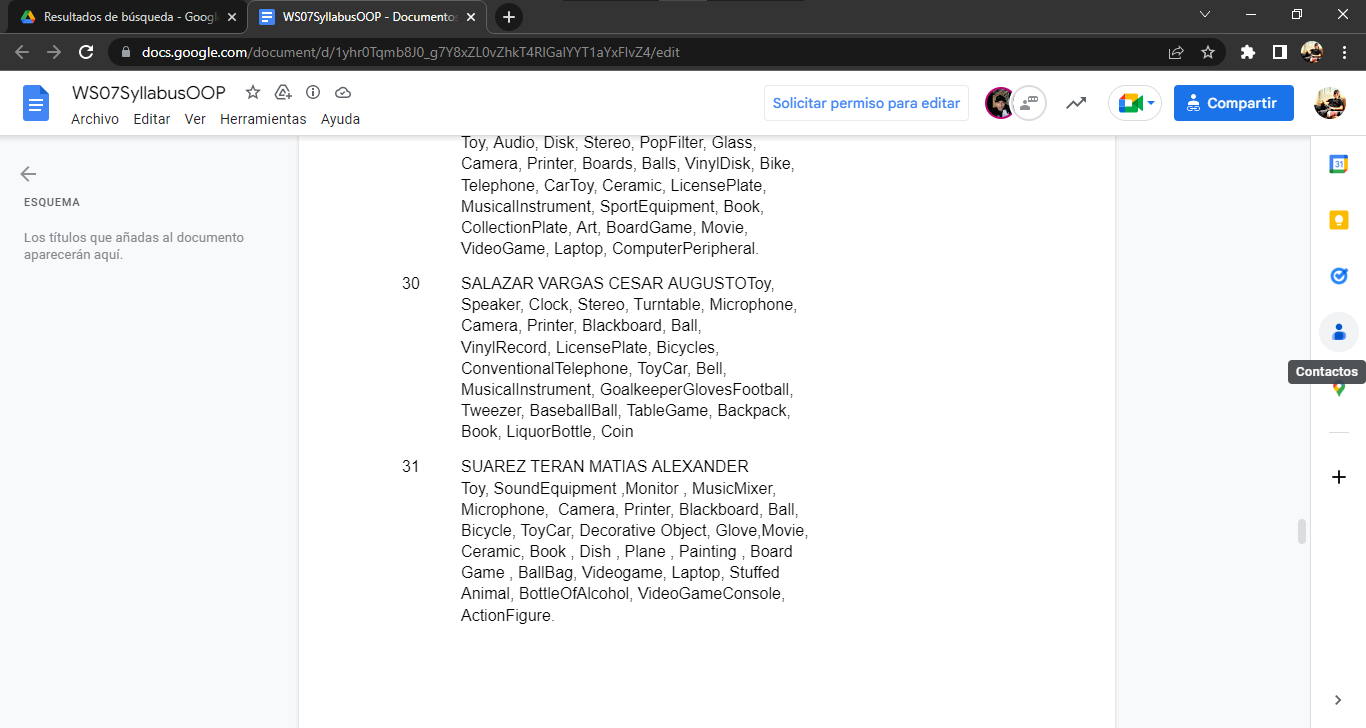 Resultados de búsqueda - Googl
WS07SyllabusOOP - Documentos
docs.google.com/document/d/1yhr0Tqmb8J0_g7Y8xZL0vZhkT4RIGalYYT1aYxFlvZ4/edit
WS07SyllabusOOP
Archivo Editar Ver Herramientas Ayuda
Solicitar permiso para editar
Compartir
ESQUEMA
Los títulos que añadas al documento
aparecerán aquí.
Toy, Audio, Disk, Stereo, PopFilter, Glass,
Camera, Printer, Boards, Balls, VinylDisk, Bike,
Telephone, CarToy, Ceramic, LicensePlate,
MusicalInstrument, SportEquipment, Book,
CollectionPlate, Art, BoardGame, Movie,
VideoGame, Laptop, ComputerPeripheral.
30 SALAZAR VARGAS CESAR AUGUSTOToy,
Speaker, Clock, Stereo, Turntable, Microphone,
Camera, Printer, Blackboard, Ball,
VinylRecord, LicensePlate, Bicycles,
ConventionalTelephone, ToyCar, Bell,
MusicalInstrument, GoalkeeperGlovesFootball,
Tweezer, BaseballBall, TableGame, Backpack,
Book, LiquorBottle, Coin
31 SUAREZ TERAN MATIAS ALEXANDER
Toy, SoundEquipment ,Monitor , MusicMixer,
Microphone,  Camera, Printer, Blackboard, Ball,
Bicycle, ToyCar, Decorative Object, Glove,Movie,
Ceramic, Book , Dish , Plane , Painting , Board
Game , BallBag, Videogame, Laptop, Stuffed
Animal, BottleOfAlcohol, VideoGameConsole,
ActionFigure.
31
Contactos